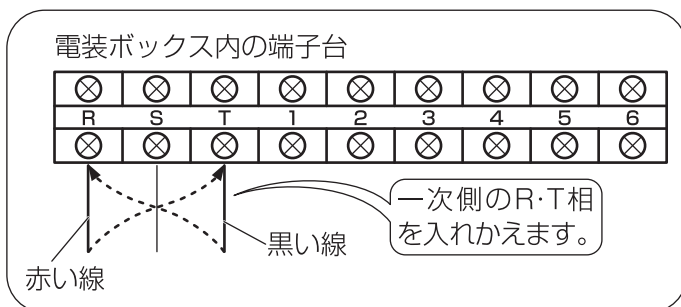 電装ボックス内の端子台
R S T 1 2 3 4 5 6
一次側のR·T相
を入れかえます。
黒い線
赤い線